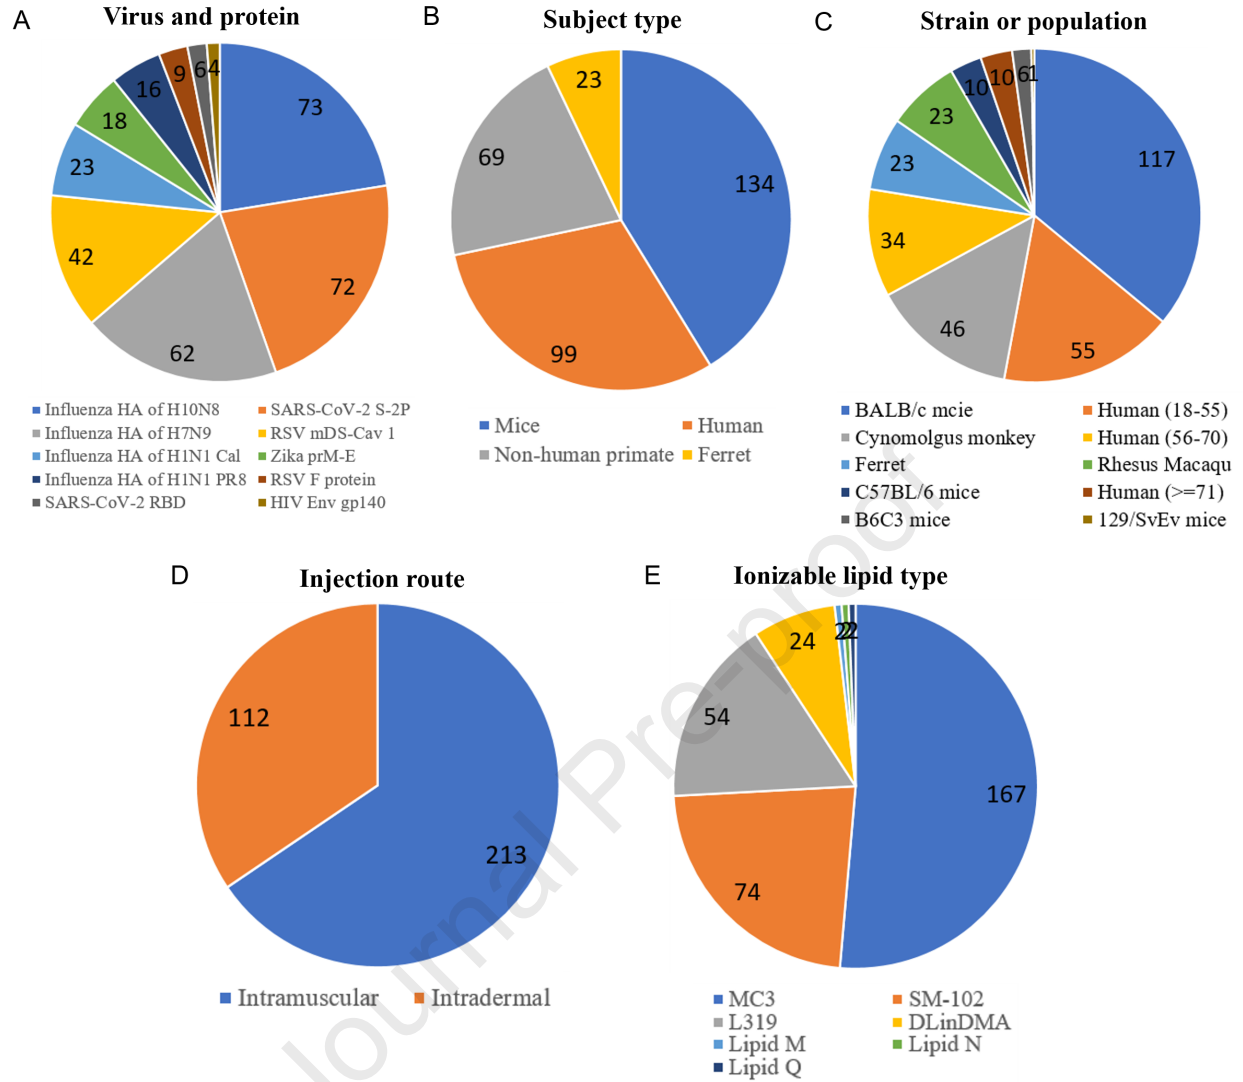 A
Virus and protein
73
72
62
42
23
18
16
9
6
4
Influenza HA of H10N8
SARS-CoV-2 S-2P
Influenza HA of H7N9
RSV mDS-Cav 1
Influenza HA of H1N1 Cal
Zika prM-E
Influenza HA of H1N1 PR8
RSV F protein
SARS-CoV-2 RBD
HIV Env gp140
B
Subject type
134
99
69
23
Mice
Human
Non-human primate
Ferret
C
Strain or population
117
55
46
34
23
23
10
10
6
1
BALB/c mcie
Human (18-55)
Cynomolgus monkey
Human (56-70)
Ferret
Rhesus Macaqu
C57BL/6 mice
Human (>=71)
B6C3 mice
129/SvEv mice
D
Injection route
213
112
Intramuscular
Intradermal
E
Ionizable lipid type
167
74
54
24
2
2
2
MC3
SM-102
L319
DLinDMA
Lipid M
Lipid N
Lipid Q
Journal Pre-proof